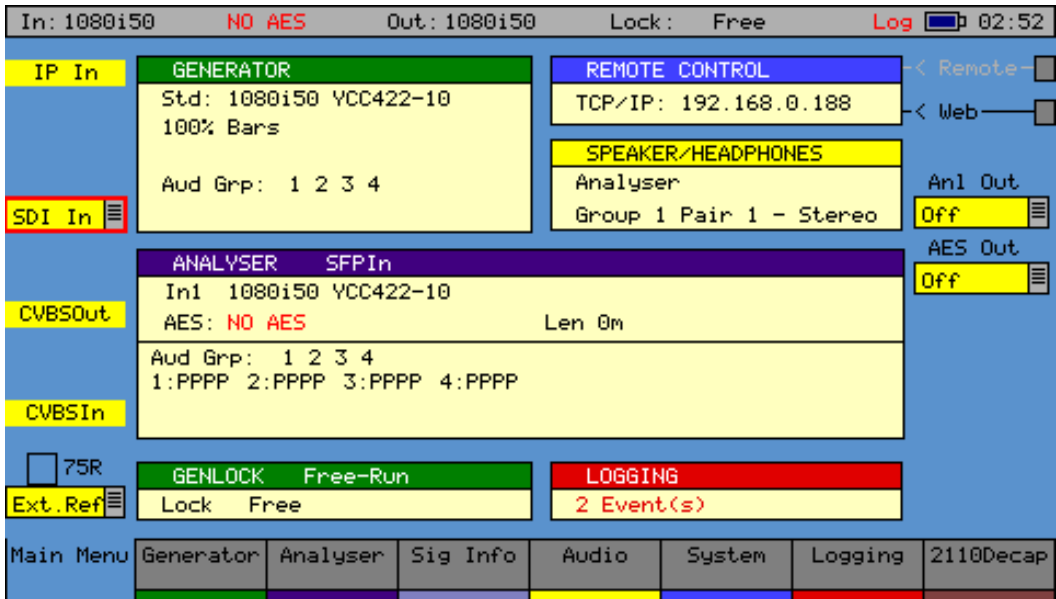 In: 1080i50 NO AES Out: 1080i50 Lock: Free Log 02:52
IP In
GENERATOR
Std: 1080i50 YCC422-10
100% Bars
Aud Grp: 1 2 3 4
REMOTE CONTROL
TCP/IP: 192.168.0.188
< Remote
< Web
SPEAKER/HEADPHONES
Analyser
Group 1 Pair 1 - Stereo
Anl Out
Off
AES Out
Off
SDI In
ANALYSER SFPIn
In1 1080i50 YCC422-10
AES: NO AES Len 0m
Aud Grp: 1 2 3 4
1:PPPP 2:PPPP 3:PPPP 4:PPPP
CVBSOut
CVBSIn
75R
Ext.Ref
GENLOCK Free-Run
Lock Free
LOGGING
2 Event(s)
Main Menu Generator Analyser Sig Info Audio System Logging 2110Decap